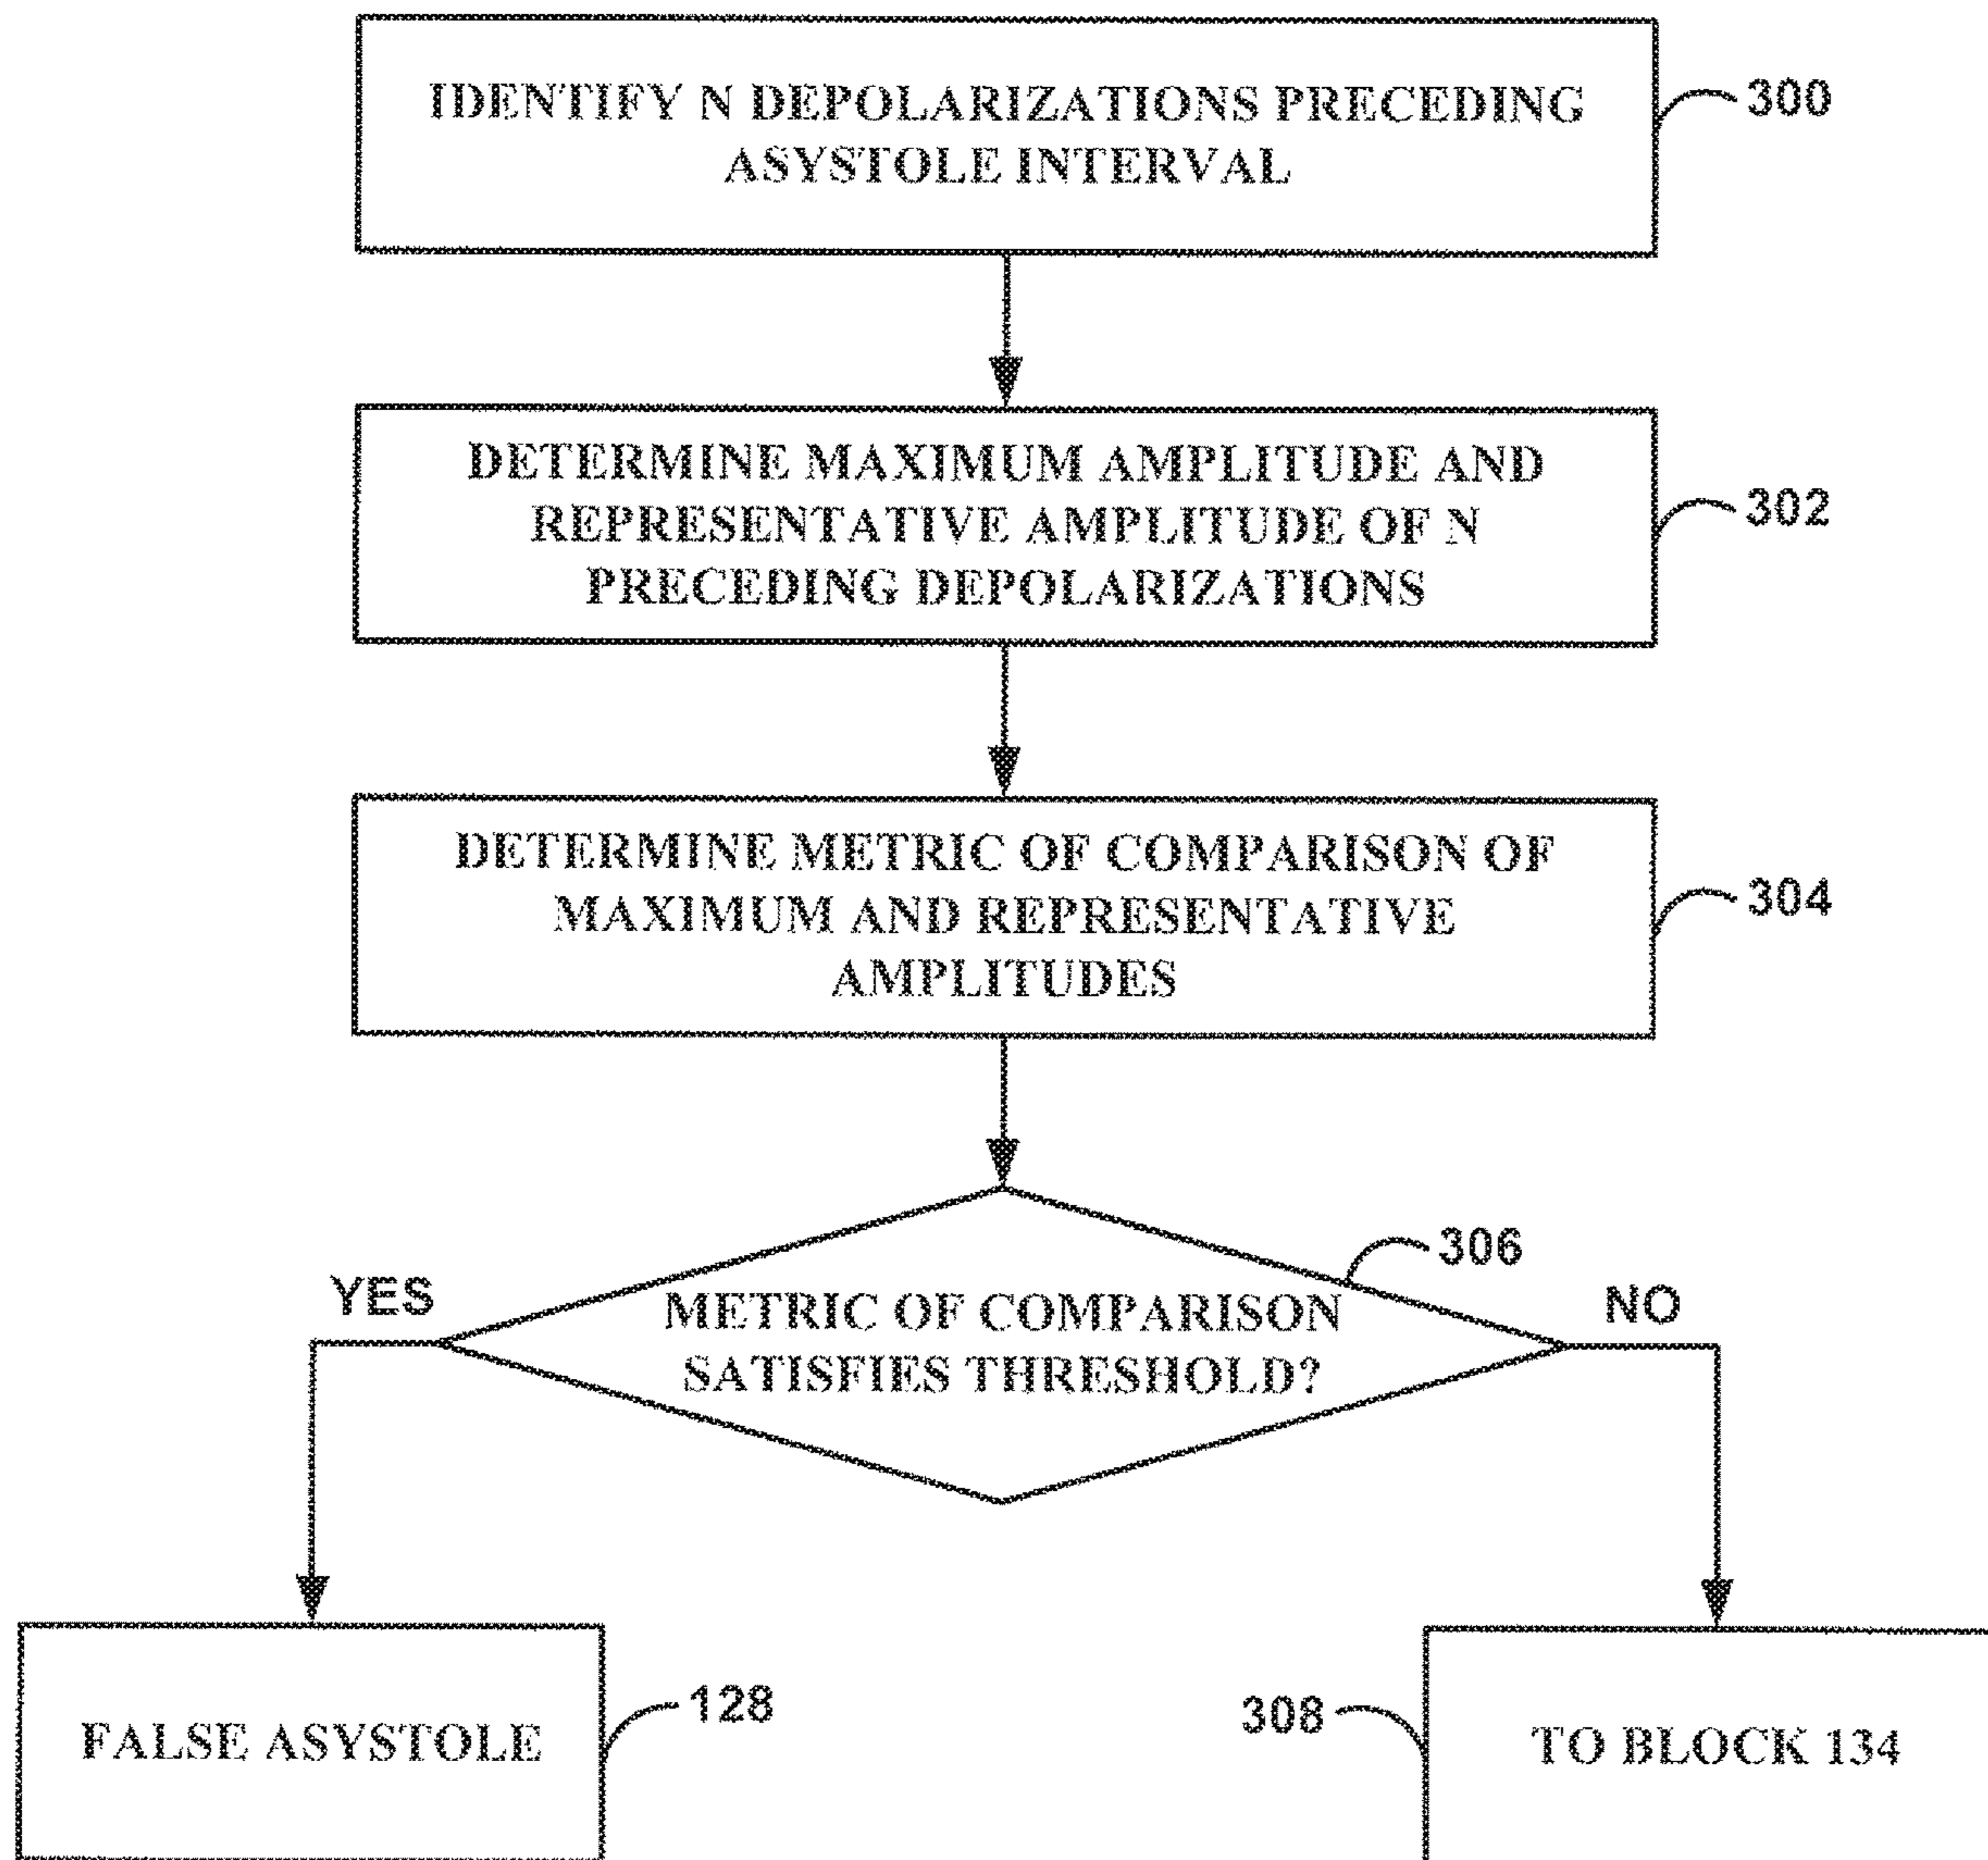 IDENTIFY N DEPOLARIZATIONS PRECEDING
ASYSTOLE INTERVAL
300
DETERMINE MAXIMUM AMPLITUDE AND
REPRESENTATIVE AMPLITUDE OF N
PRECEDING DEPOLARIZATIONS
302
DETERMINE METRIC OF COMPARISON OF
MAXIMUM AND REPRESENTATIVE
AMPLITUDES
304
306
YES
METRIC OF COMPARISON
SATISFIES THRESHOLD?
NO
FALSE ASYSTOLE
128
308
TO BLOCK 134